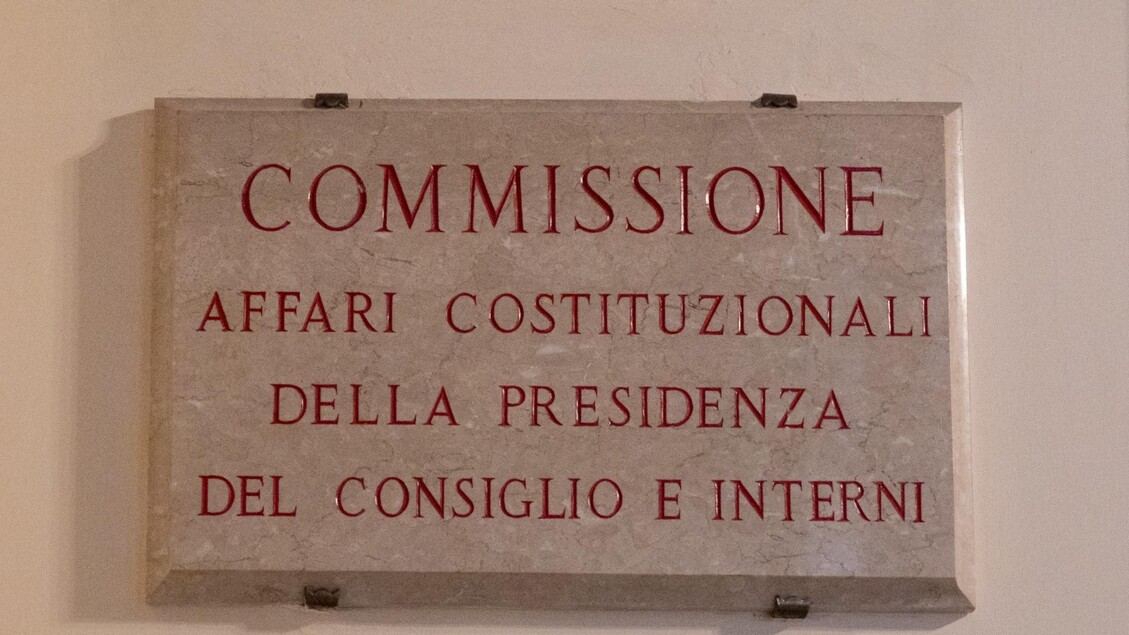 COMMISSIONE
AFFARI COSTITUZIONALI
DELLA PRESIDENZA
DEL CONSIGLIO E INTERNI